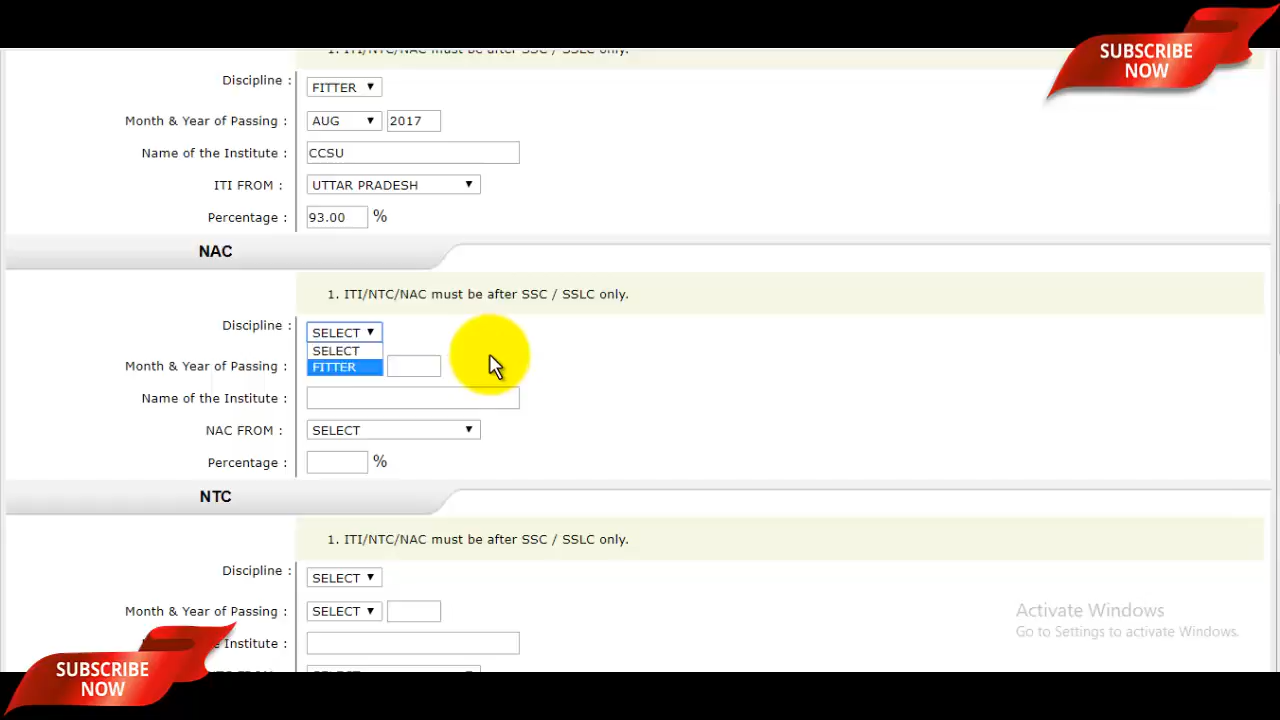 1. ITI/NTC/NAC must be after SSC / SSLC only.
SUBSCRIBE
NOW
Discipline : FITTER
Month & Year of Passing : AUG 2017
Name of the Institute : CCSU
ITI FROM : UTTAR PRADESH
Percentage : 93.00 %
NAC
1. ITI/NTC/NAC must be after SSC / SSLC only.
Discipline : SELECT
SELECT
FITTER
Month & Year of Passing :
Name of the Institute :
NAC FROM : SELECT
Percentage : %
NTC
1. ITI/NTC/NAC must be after SSC / SSLC only.
Discipline : SELECT
Month & Year of Passing : SELECT
Institute :
Activate Windows
Go to Settings to activate Windows.
SUBSCRIBE
NOW